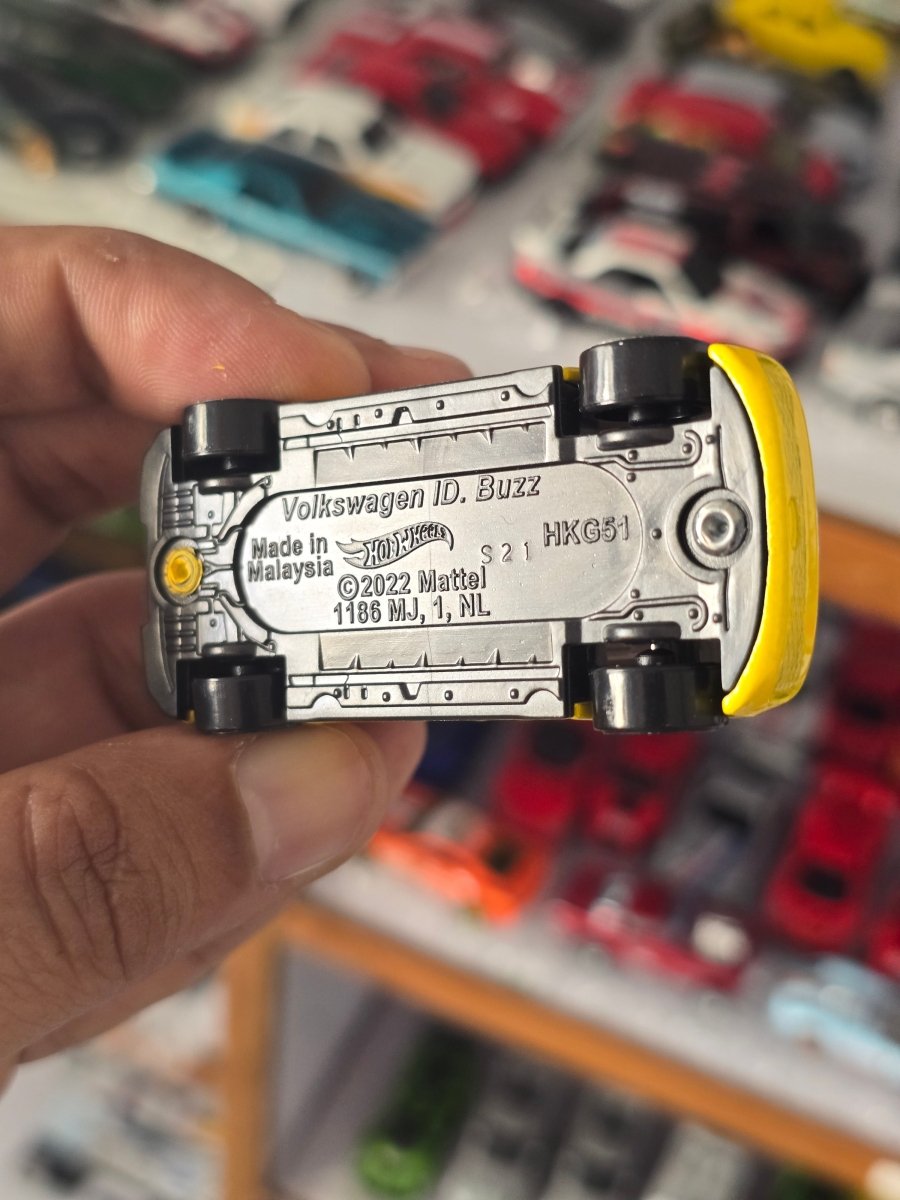 Volkswagen ID. Buzz
Made in
Malaysia
Hot Wheels
S 2 1
HKG51
©2022 Mattel
1186 MJ, 1, NL